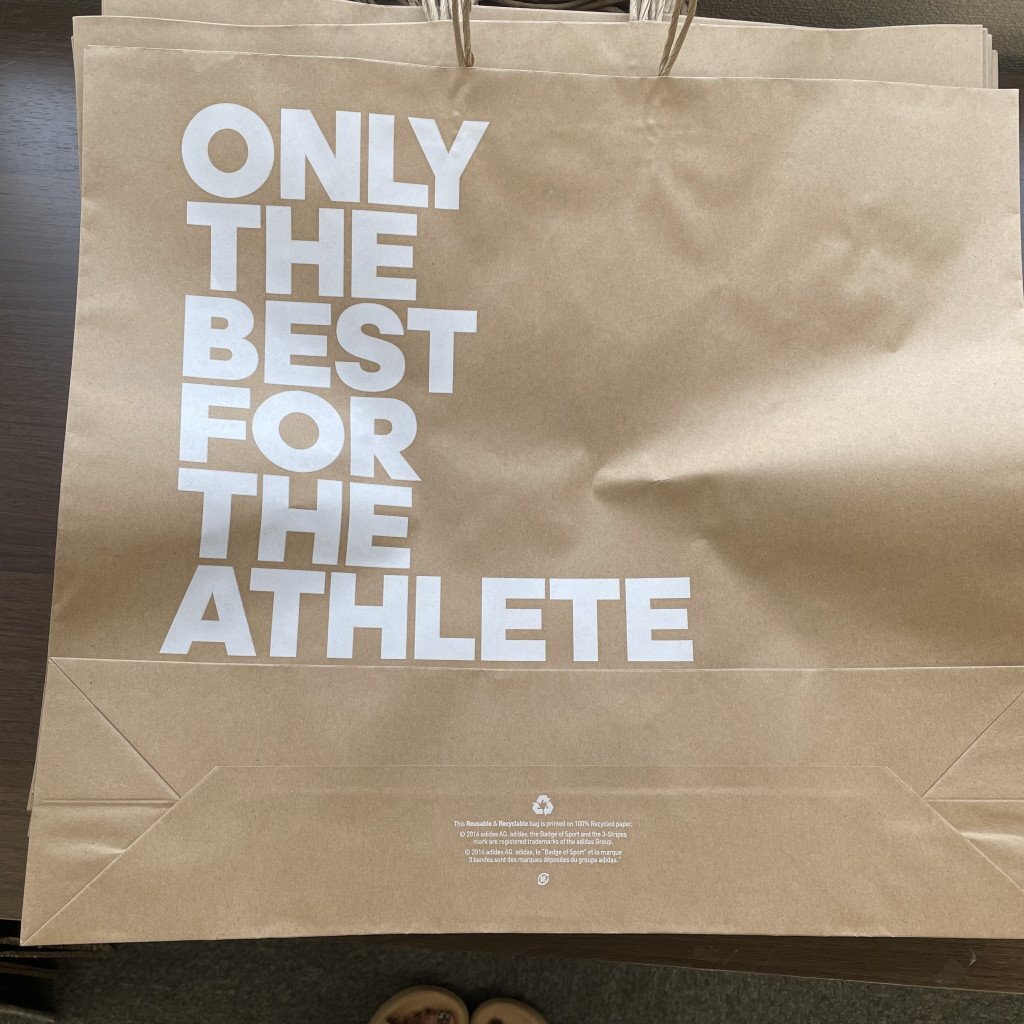 ONLY
THE
BEST
FOR
THE
ATHLETE
This Reusable & Recyclable bag is printed on 100% Recycled paper.
© 2016 adidas AG. adidas, the Badge of Sport and the 3-Stripes
mark are registered trademarks of the adidas Group.
© 2016 adidas AG. adidas, le "Badge of Sport" et la marque
3 bandes sont des marques déposées du groupe adidas.